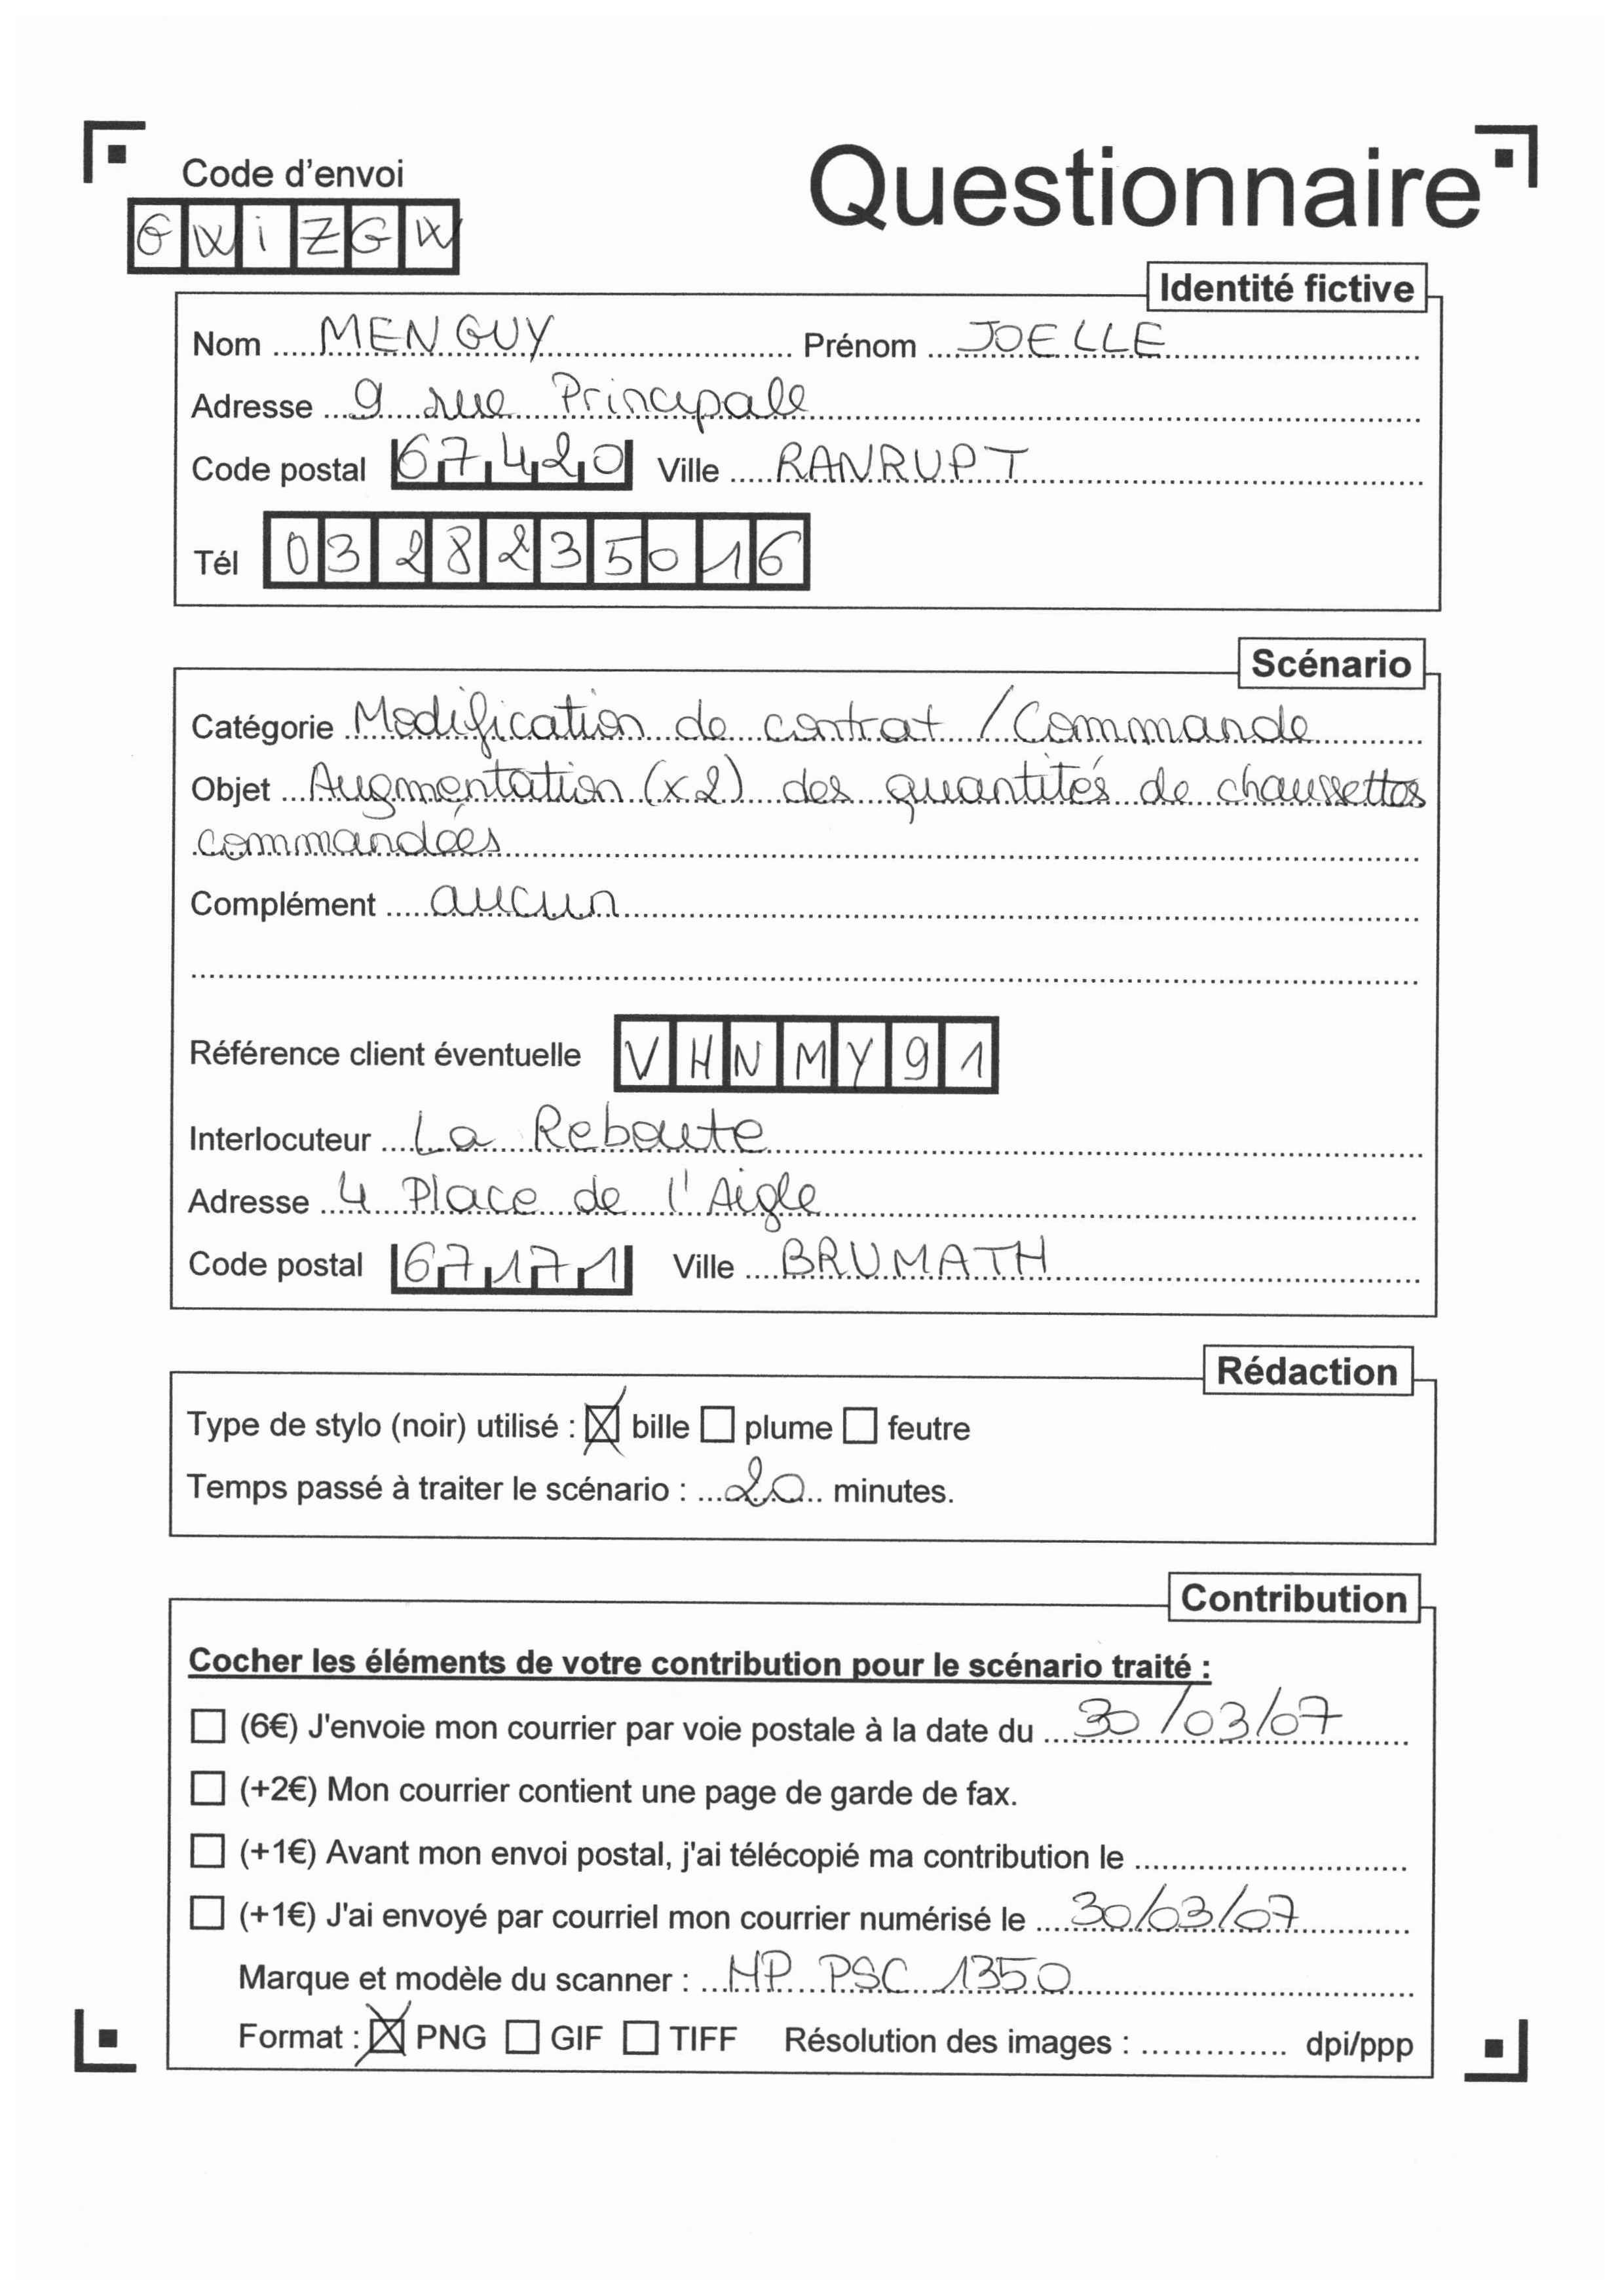 Code d'envoi
Questionnaire
GWiZGW
Identité fictive
Nom MENGUY Prénom JOELLE
Adresse 9 rue Principale
Code postal 67420 Ville RANRUPT
Tél 0328235016
Scénario
Catégorie Modification de contrat / Commande
Objet Augmentation (x2) des quantités de chaussettes
commandées
Complément aucun
Référence client éventuelle VHNMY91
Interlocuteur La Reboute
Adresse 4 Place de l'Aigle
Code postal 67171 Ville BRUMATH
Rédaction
Type de stylo (noir) utilisé : ☒ bille ☐ plume ☐ feutre
Temps passé à traiter le scénario : 20 minutes.
Contribution
Cocher les éléments de votre contribution pour le scénario traité :
☐ (6€) J'envoie mon courrier par voie postale à la date du 30/03/07
☐ (+2€) Mon courrier contient une page de garde de fax.
☐ (+1€) Avant mon envoi postal, j'ai télécopié ma contribution le
☐ (+1€) J'ai envoyé par courriel mon courrier numérisé le 30/03/07
Marque et modèle du scanner : HP PSC 1350
Format : ☒ PNG ☐ GIF ☐ TIFF Résolution des images : dpi/ppp